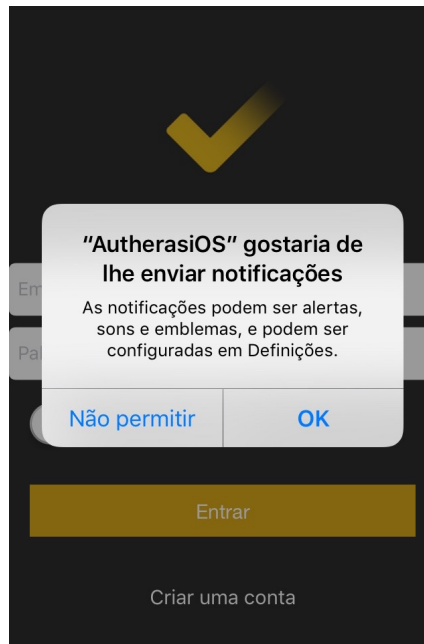 “AutherasiOS” gostaria de
lhe enviar notificações
As notificações podem ser alertas,
sons e emblemas, e podem ser
configuradas em Definições.
Não permitir
OK
Entrar
Criar uma conta